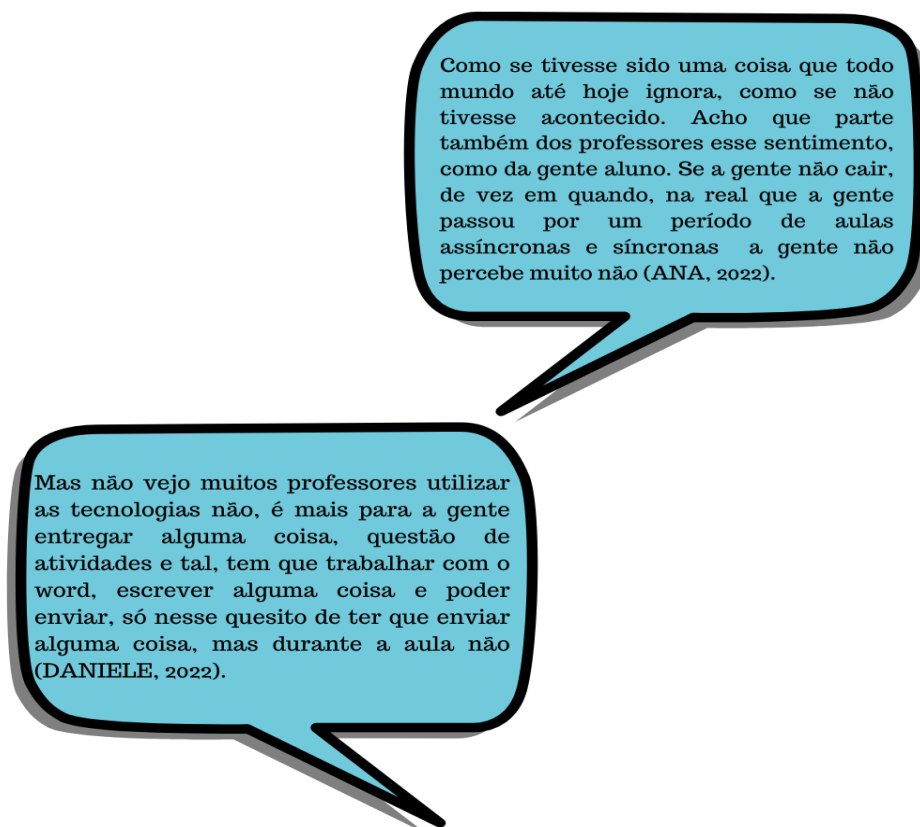 Como se tivesse sido uma coisa que todo
mundo até hoje ignora, como se não
tivesse acontecido. Acho que parte
também dos professores esse sentimento,
como da gente aluno. Se a gente não cair,
de vez em quando, na real que a gente
passou por um período de aulas
assíncronas e síncronas a gente não
percebe muito não (ANA, 2022).
Mas não vejo muitos professores utilizar
as tecnologias não, é mais para a gente
entregar alguma coisa, questão de
atividades e tal, tem que trabalhar com o
word, escrever alguma coisa e poder
enviar, só nesse quesito de ter que enviar
alguma coisa, mas durante a aula não
(DANIELE, 2022).